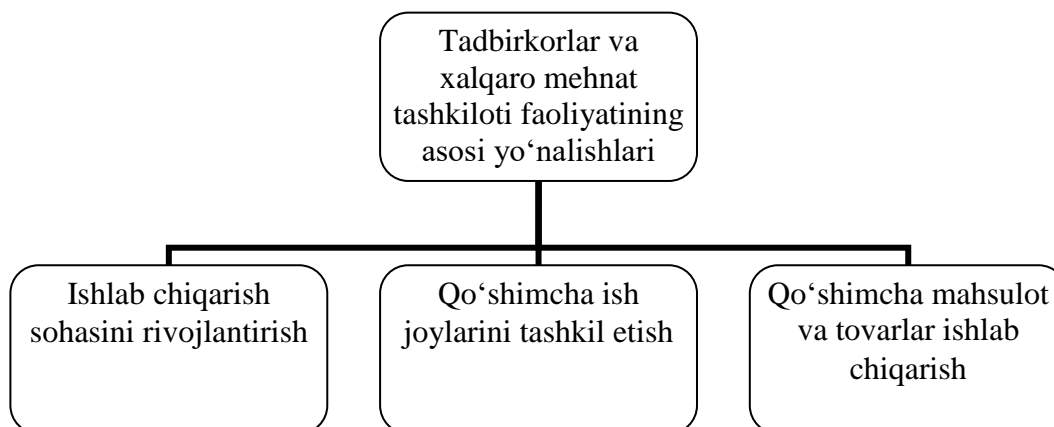 Tadbirkorlar va
xalqaro mehnat
tashkiloti faoliyatining
asosi yo‘nalishlari
Ishlab chiqarish
sohasini rivojlantirish
Qo‘shimcha ish
joylarini tashkil etish
Qo‘shimcha mahsulot
va tovarlar ishlab
chiqarish